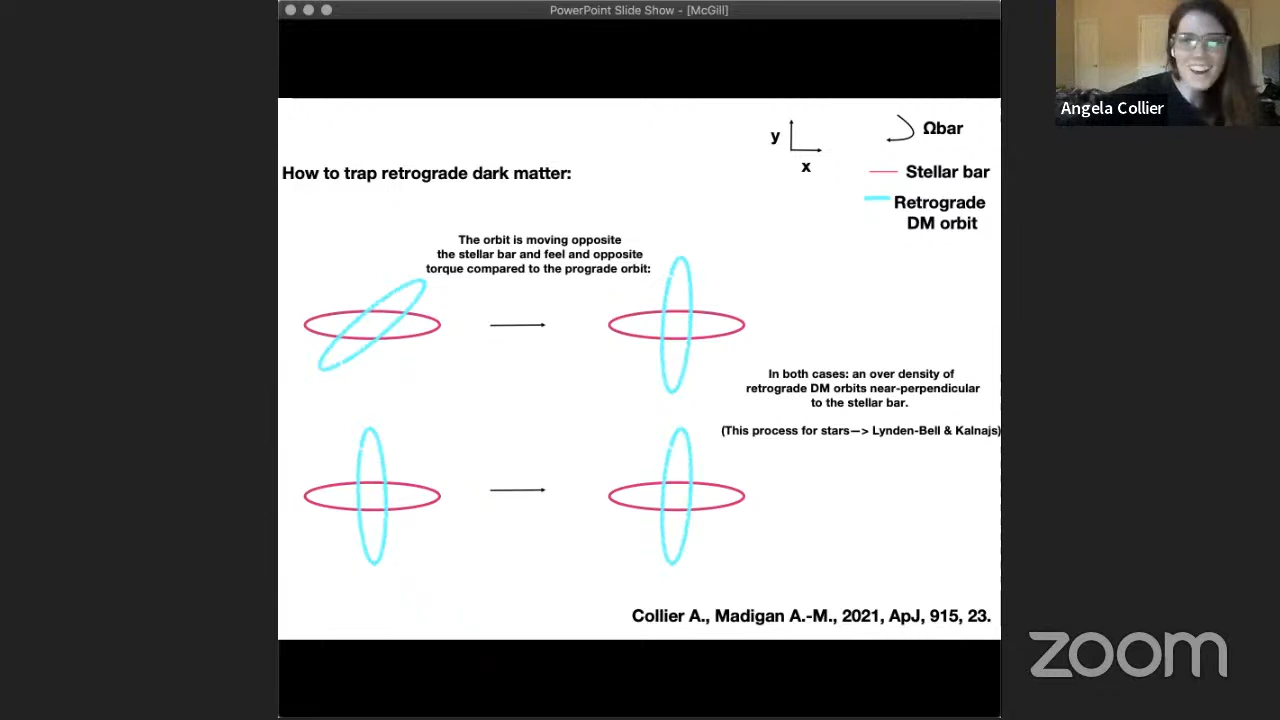 PowerPoint Slide Show - [McGill]
Angela Collier
y
x
Ωbar
Stellar bar
Retrograde
DM orbit
How to trap retrograde dark matter:
The orbit is moving opposite
the stellar bar and feel and opposite
torque compared to the prograde orbit:
In both cases: an over density of
retrograde DM orbits near-perpendicular
to the stellar bar.
(This process for stars—> Lynden-Bell & Kalnajs)
Collier A., Madigan A.-M., 2021, ApJ, 915, 23.
zoom